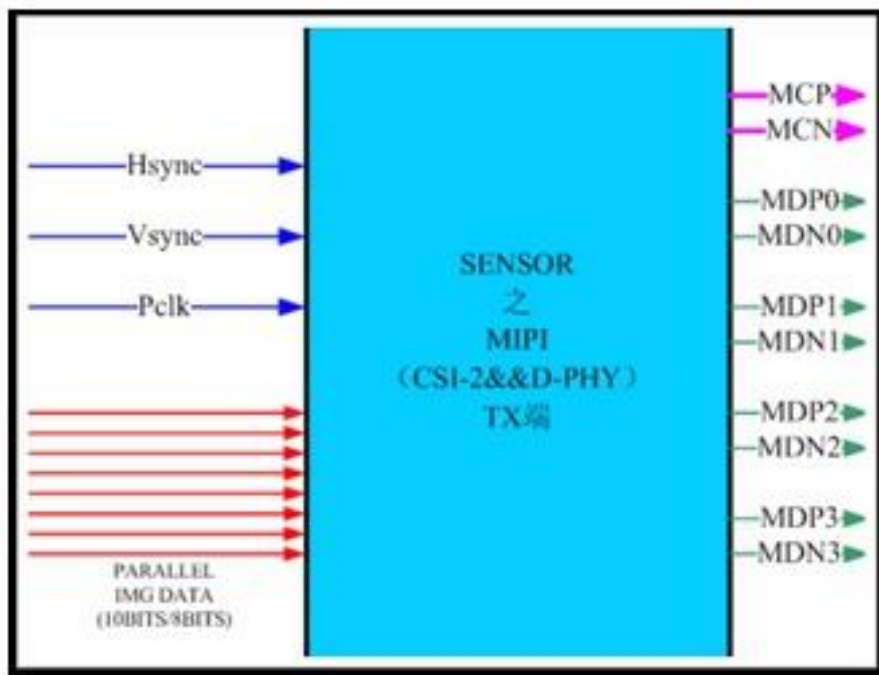 Hsync
Vsync
Pclk
PARALLEL
IMG DATA
(10BITS/8BITS)
SENSOR
之
MIPI
（CSI-2&&D-PHY）
TX端
MCP
MCN
MDP0
MDN0
MDP1
MDN1
MDP2
MDN2
MDP3
MDN3